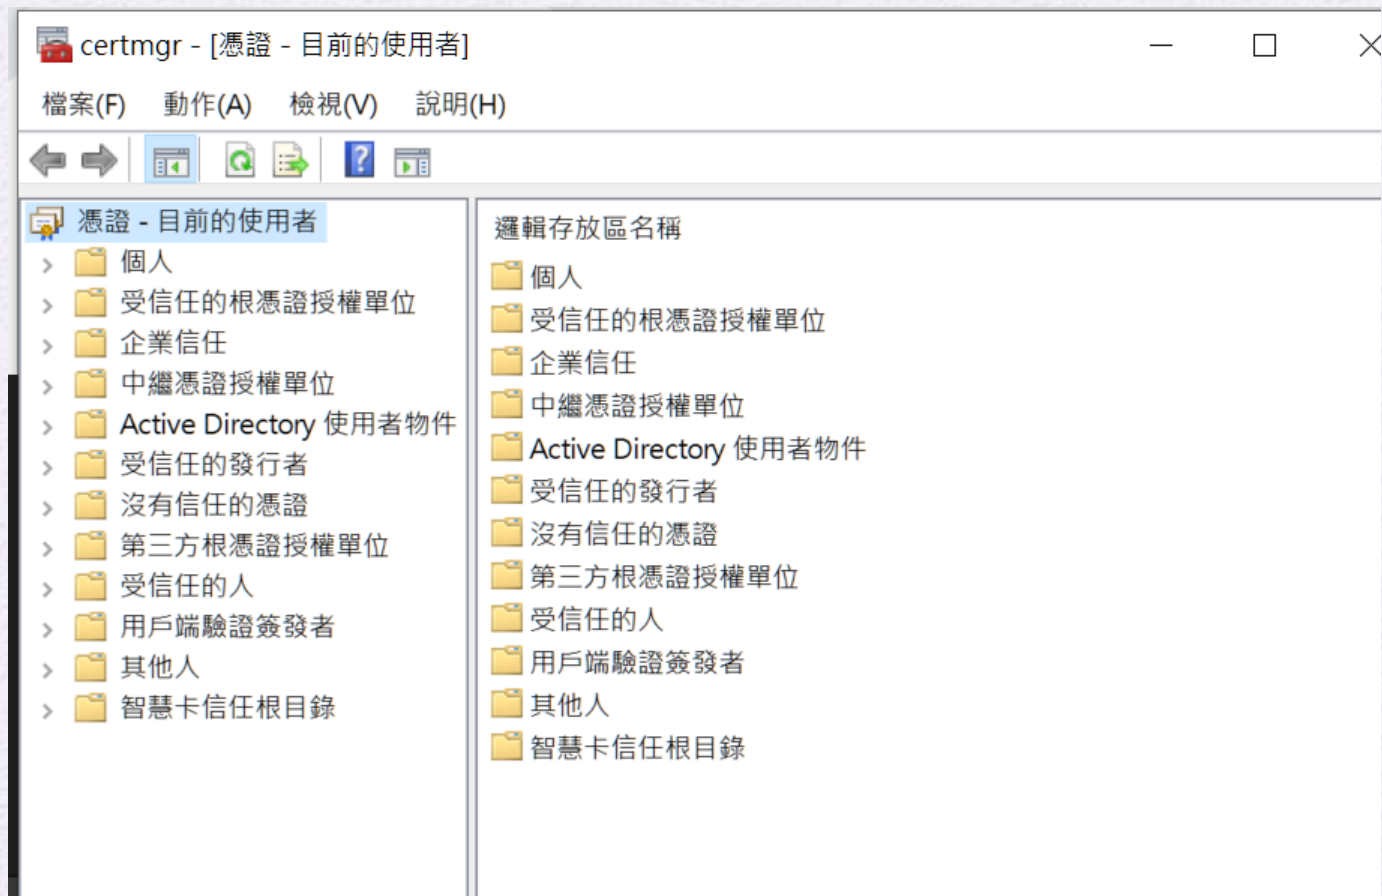 certmgr - [憑證 - 目前的使用者]
檔案(F) 動作(A) 檢視(V) 說明(H)
憑證 - 目前的使用者
個人
受信任的根憑證授權單位
企業信任
中繼憑證授權單位
Active Directory 使用者物件
受信任的發行者
沒有信任的憑證
第三方根憑證授權單位
受信任的人
用戶端驗證簽發者
其他人
智慧卡信任根目錄
邏輯存放區名稱
個人
受信任的根憑證授權單位
企業信任
中繼憑證授權單位
Active Directory 使用者物件
受信任的發行者
沒有信任的憑證
第三方根憑證授權單位
受信任的人
用戶端驗證簽發者
其他人
智慧卡信任根目錄